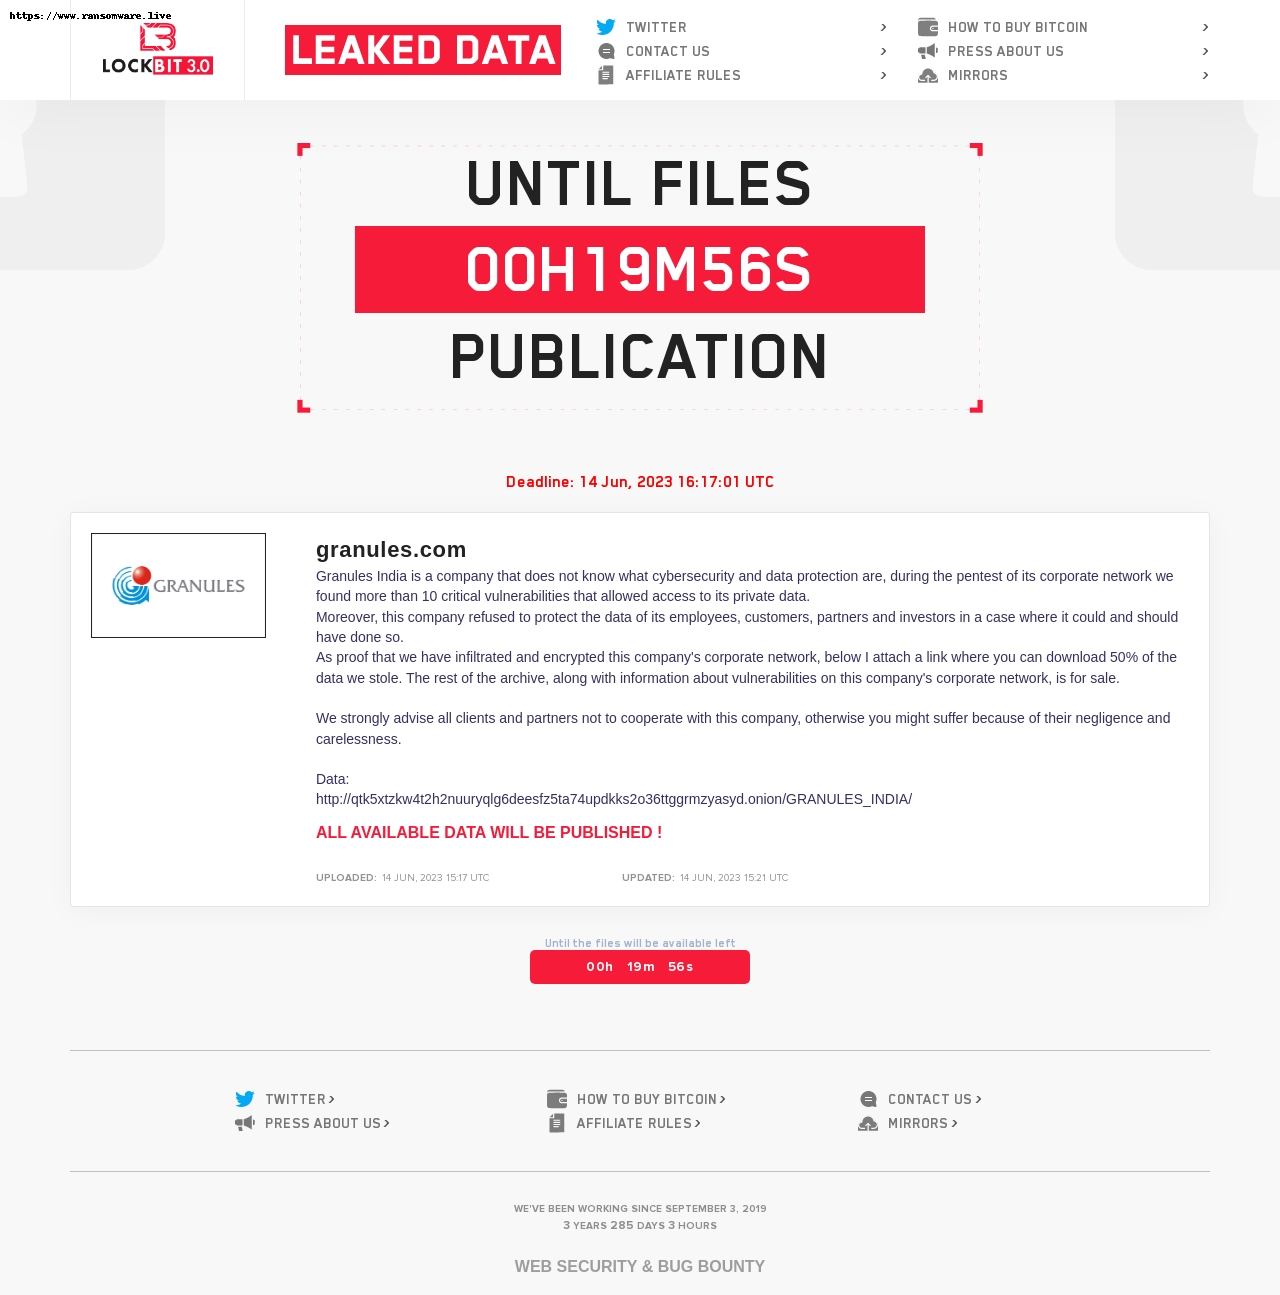 https://www.ransomware.live
LOCKBIT 3.0
LEAKED DATA
TWITTER
CONTACT US
AFFILIATE RULES
HOW TO BUY BITCOIN
PRESS ABOUT US
MIRRORS
UNTIL FILES
00H19M56S
PUBLICATION
Deadline: 14 Jun, 2023 16:17:01 UTC
GRANULES
granules.com
Granules India is a company that does not know what cybersecurity and data protection are, during the pentest of its corporate network we
found more than 10 critical vulnerabilities that allowed access to its private data.
Moreover, this company refused to protect the data of its employees, customers, partners and investors in a case where it could and should
have done so.
As proof that we have infiltrated and encrypted this company's corporate network, below I attach a link where you can download 50% of the
data we stole. The rest of the archive, along with information about vulnerabilities on this company's corporate network, is for sale.
We strongly advise all clients and partners not to cooperate with this company, otherwise you might suffer because of their negligence and
carelessness.
Data:
http://qtk5xtzkw4t2h2nuuryqlg6deesfz5ta74updkks2o36ttggrmzyasyd.onion/GRANULES_INDIA/
ALL AVAILABLE DATA WILL BE PUBLISHED !
UPLOADED: 14 JUN, 2023 15:17 UTC
UPDATED: 14 JUN, 2023 15:21 UTC
Until the files will be available left
00h 19m 56s
TWITTER
PRESS ABOUT US
HOW TO BUY BITCOIN
AFFILIATE RULES
CONTACT US
MIRRORS
WE'VE BEEN WORKING SINCE SEPTEMBER 3, 2019
3 YEARS 285 DAYS 3 HOURS
WEB SECURITY & BUG BOUNTY